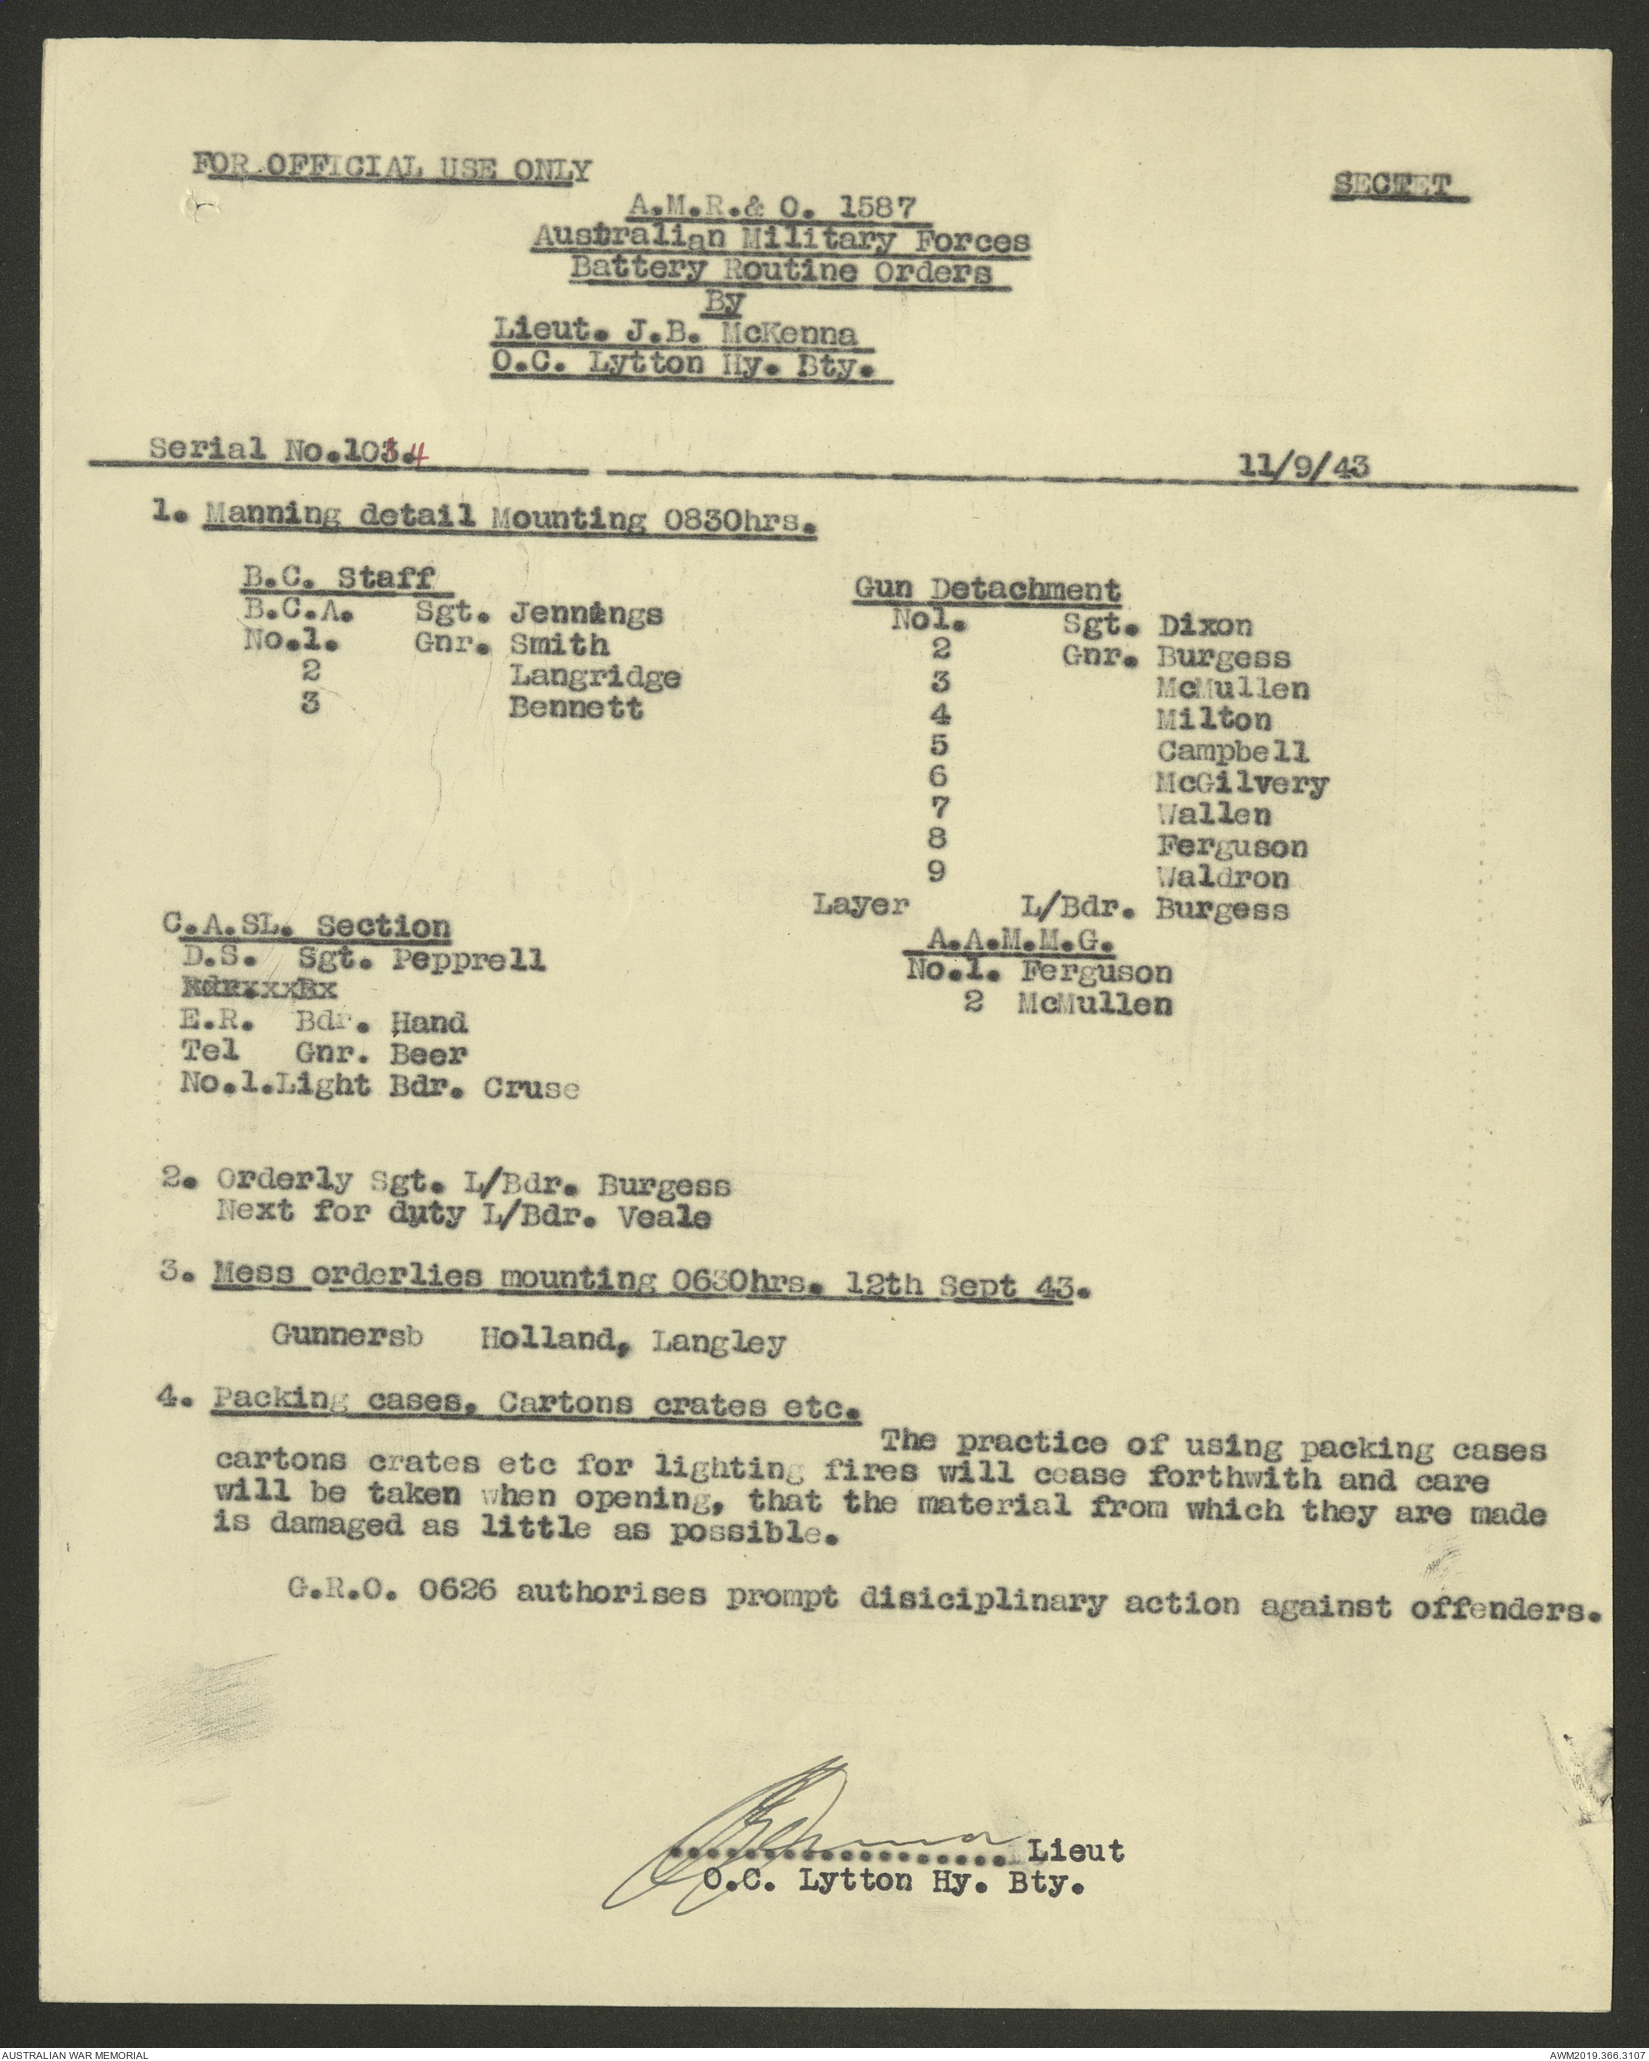 FOR OFFICIAL USE ONLY
SECRET
A.M.R.& O. 1587
Australian Military Forces
Battery Routine Orders
By
Lieut. J.B. McKenna
O.C. Lytton Hy. Bty.
Serial No.103.4
11/9/43
1. Manning detail Mounting 0830hrs.
B.C. Staff
B.C.A. Sgt. Jennings
No.1. Gnr. Smith
2 Langridge
3 Bennett
Gun Detachment
No1. Sgt. Dixon
2 Gnr. Burgess
3 McMullen
4 Milton
5 Campbell
6 McGilvery
7 Wallen
8 Ferguson
9 Waldron
Layer L/Bdr. Burgess
A.A.M.M.G.
No.1. Ferguson
2 McMullen
C.A.SL. Section
D.S. Sgt. Pepprell
E.R. Bdr. Hand
Tel Gnr. Beer
No.1.Light Bdr. Cruse
2. Orderly Sgt. L/Bdr. Burgess
Next for duty L/Bdr. Veale
3. Mess orderlies mounting 0630hrs. 12th Sept 43.
Gunnersb Holland, Langley
4. Packing cases, Cartons crates etc.
The practice of using packing cases
cartons crates etc for lighting fires will cease forthwith and care
will be taken when opening, that the material from which they are made
is damaged as little as possible.
G.R.O. 0626 authorises prompt disiciplinary action against offenders.
.................. Lieut
O.C. Lytton Hy. Bty.
AUSTRALIAN WAR MEMORIAL
AWM2019.366.3107